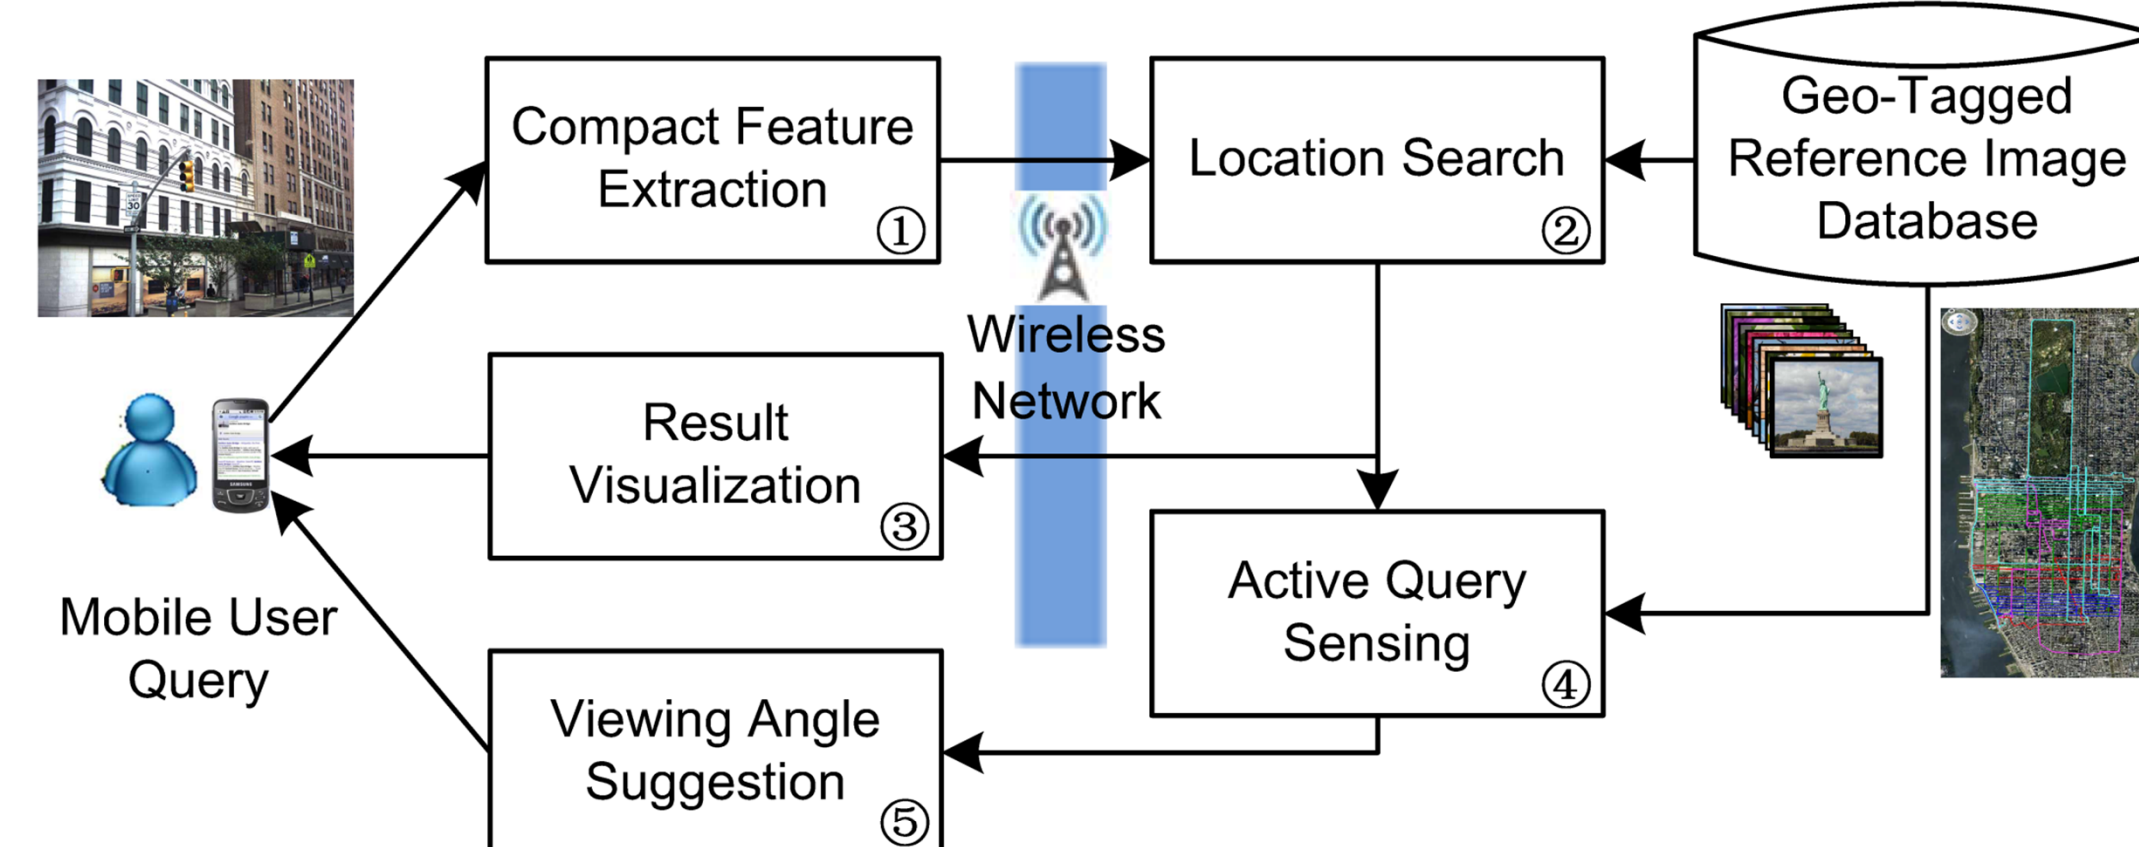 Compact Feature
Extraction
①
Location Search
②
Geo-Tagged
Reference Image
Database
30
Wireless
Network
Result
Visualization
③
Mobile User
Query
Active Query
Sensing
④
Viewing Angle
Suggestion
⑤